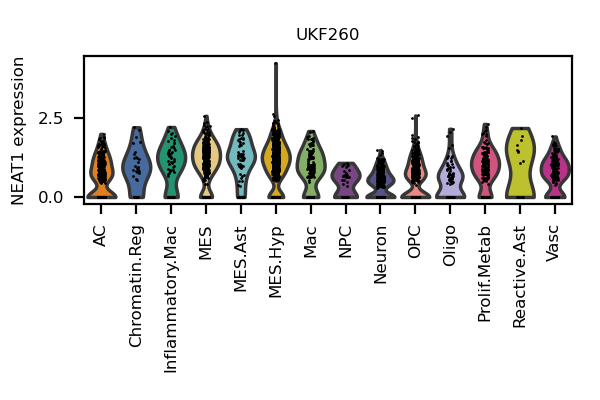 UKF260
NEAT1 expression
2.5
0.0
AC
Chromatin.Reg
Inflammatory.Mac
MES
MES.Ast
MES.Hyp
Mac
NPC
Neuron
OPC
Oligo
Prolif.Metab
Reactive.Ast
Vasc